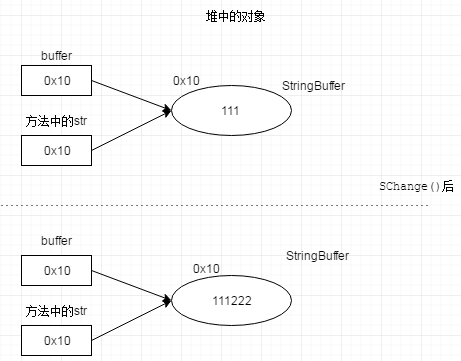 堆中的对象
buffer
0x10
0x10
StringBuffer
111
方法中的str
0x10
SChange()后
buffer
0x10
0x10
StringBuffer
111222
方法中的str
0x10